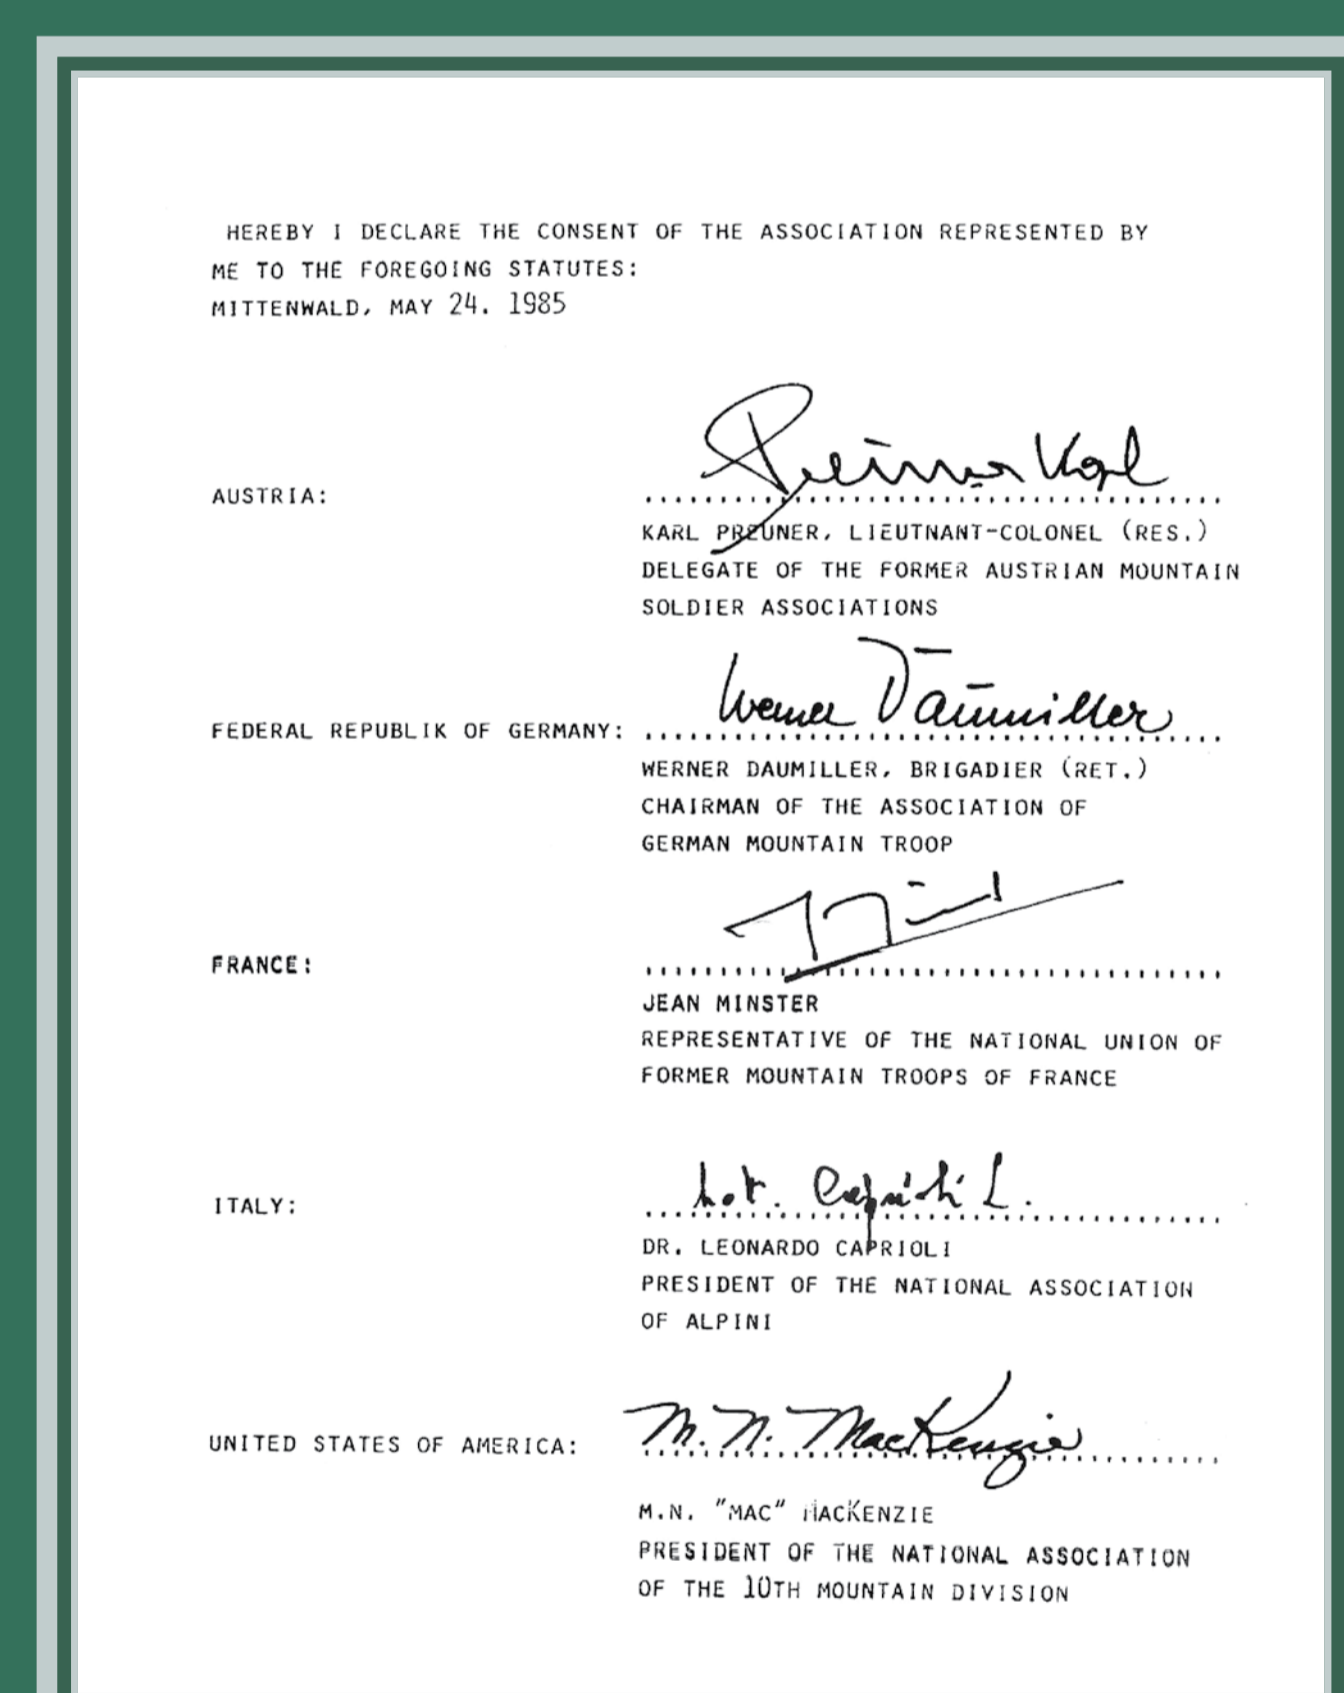 HEREBY I DECLARE THE CONSENT OF THE ASSOCIATION REPRESENTED BY
ME TO THE FOREGOING STATUTES:
MITTENWALD, MAY 24. 1985
Preuner Karl
AUSTRIA:
KARL PREUNER, LIEUTNANT-COLONEL (RES.)
DELEGATE OF THE FORMER AUSTRIAN MOUNTAIN
SOLDIER ASSOCIATIONS
Werner Daumiller
FEDERAL REPUBLIK OF GERMANY:
WERNER DAUMILLER, BRIGADIER (RET.)
CHAIRMAN OF THE ASSOCIATION OF
GERMAN MOUNTAIN TROOP
FRANCE:
JEAN MINSTER
REPRESENTATIVE OF THE NATIONAL UNION OF
FORMER MOUNTAIN TROOPS OF FRANCE
Caprioli L.
ITALY:
DR. LEONARDO CAPRIOLI
PRESIDENT OF THE NATIONAL ASSOCIATION
OF ALPINI
M. N. MacKenzie
UNITED STATES OF AMERICA:
M.N. "MAC" MACKENZIE
PRESIDENT OF THE NATIONAL ASSOCIATION
OF THE 10TH MOUNTAIN DIVISION